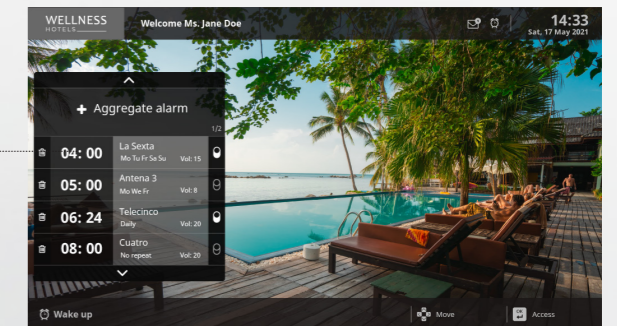 WELLNESS
HOTELS
Welcome Ms. Jane Doe
14:33
Sat, 17 May 2021
+ Aggregate alarm
1/2
04: 00
La Sexta
Mo Tu Fr Sa Su
Vol: 15
05: 00
Antena 3
Mo We Fr
Vol: 8
06: 24
Telecinco
Daily
Vol: 20
08: 00
Cuatro
No repeat
Vol: 20
Wake up
Move
OK
Access